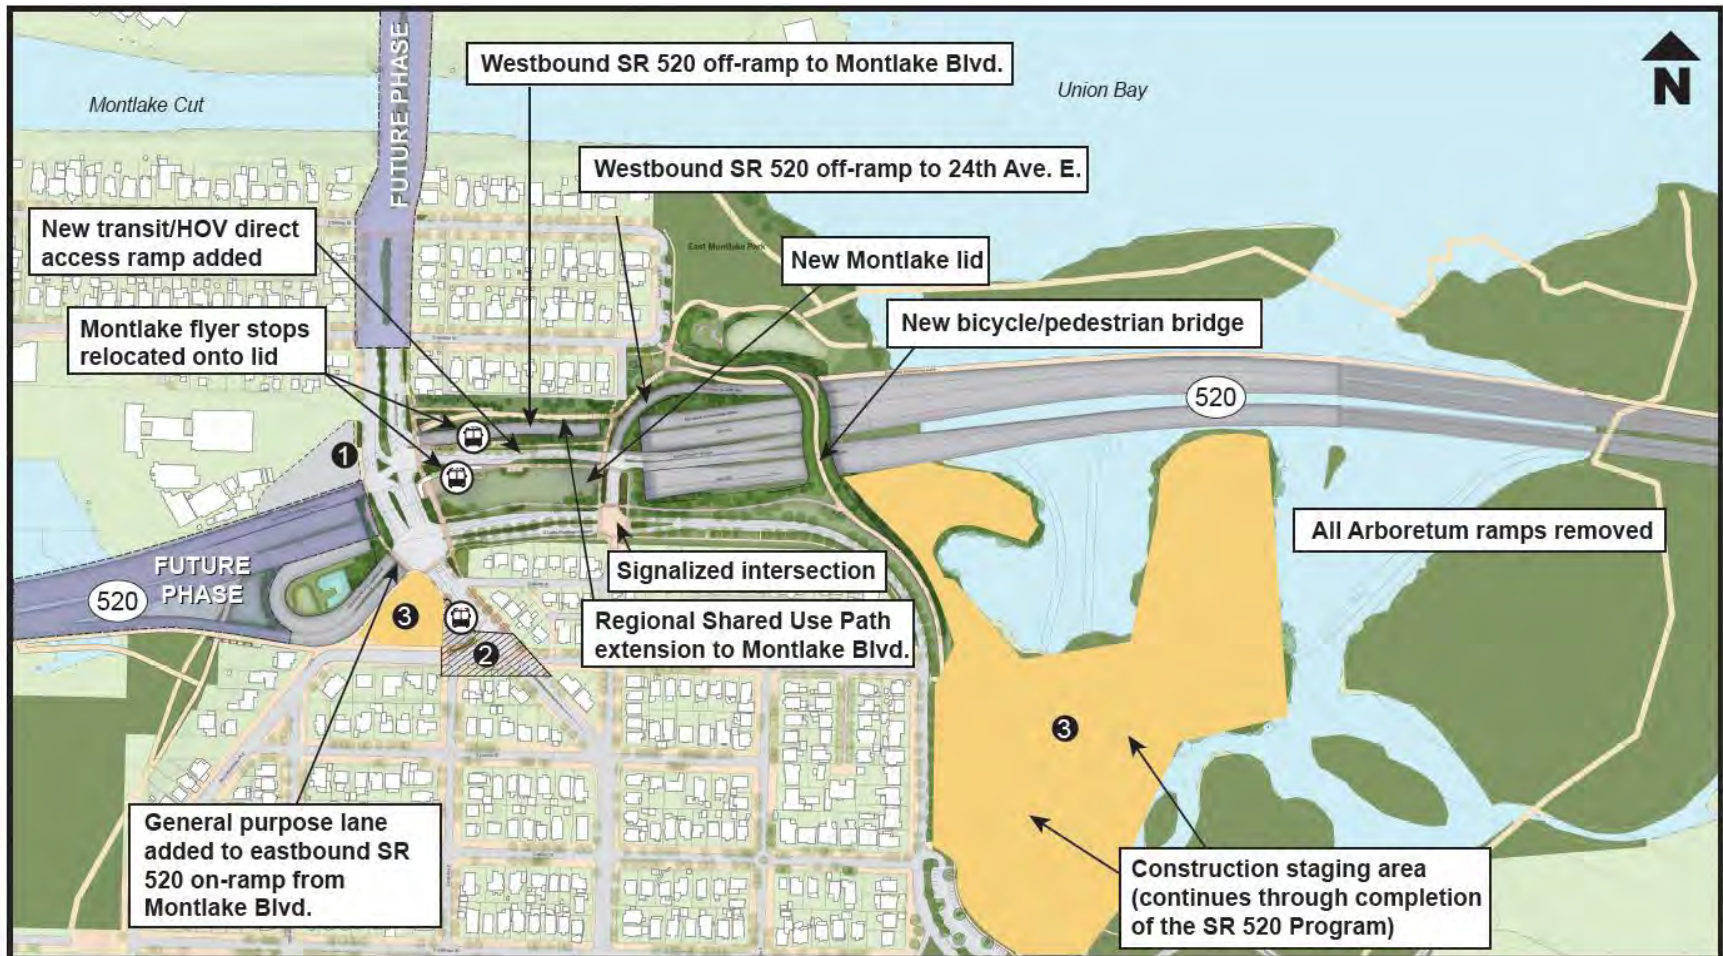 FUTURE PHASE
Westbound SR 520 off-ramp to Montlake Blvd.
Montlake Cut
Union Bay
N
Westbound SR 520 off-ramp to 24th Ave. E.
New transit/HOV direct
access ramp added
East Montlake Park
New Montlake lid
Montlake flyer stops
relocated onto lid
New bicycle/pedestrian bridge
520
1
All Arboretum ramps removed
FUTURE
PHASE
520
Signalized intersection
3
Regional Shared Use Path
extension to Montlake Blvd.
2
3
General purpose lane
added to eastbound SR
520 on-ramp from
Montlake Blvd.
Construction staging area
(continues through completion
of the SR 520 Program)